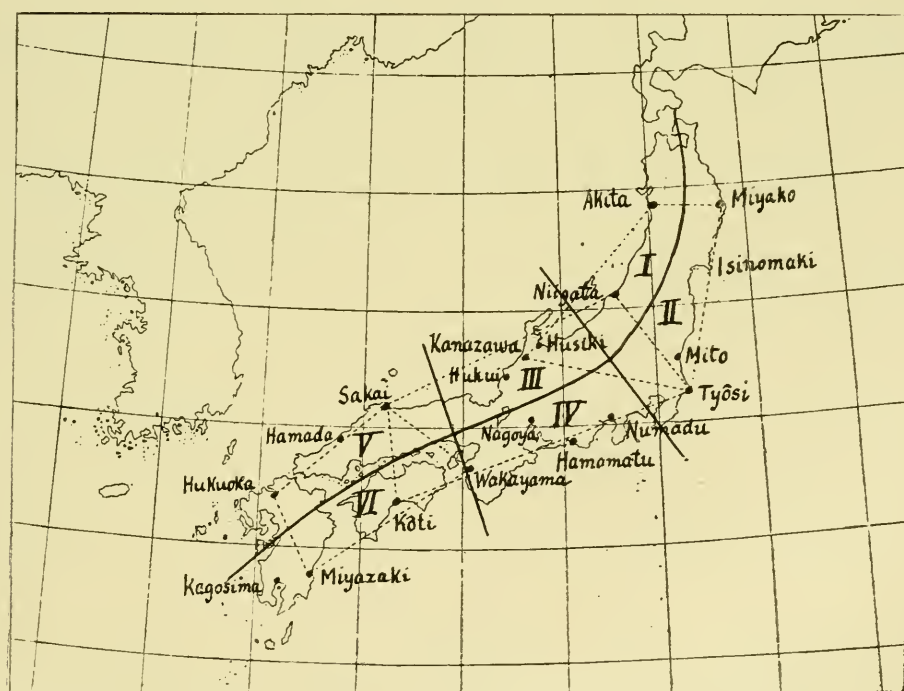 Akita
Miyako
Isinomaki
I
Niigata
II
Kanazawa
Husiki
Mito
Hukui
III
Sakai
Tyôsi
IV
Hamada
V
Nagoya
Numadu
Hamamatu
Hukuoka
Wakayama
VI
Kôti
Kagosima
Miyazaki